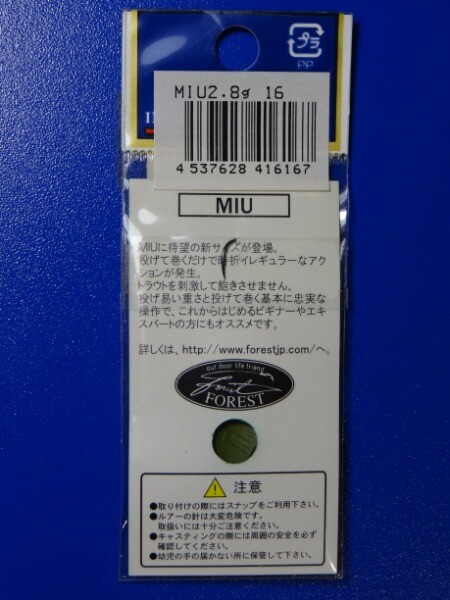 プラ
PP
MIU2.8g 16
4 537628 416167
MIU
MIUに待望の新サイズが登場。
投げて巻くだけで時折イレギュラーなアク
ションが発生。
トラウトを刺激して飽きさせません。
投げ易い重さと投げて巻く基本に忠実な
操作で、これからはじめるビギナーやエキ
スパートの方にもオススメです。
詳しくは、http://www.forestjp.com/へ。
out door life friend
Forest
FOREST
注意
●取り付けの際にはスナップをご利用下さい。
●ルアーの針は大変危険です。
取扱いには十分ご注意ください。
●キャスティングの際には周囲の安全を必ず
確認してください。
●幼児の手の届かない所に保管して下さい。